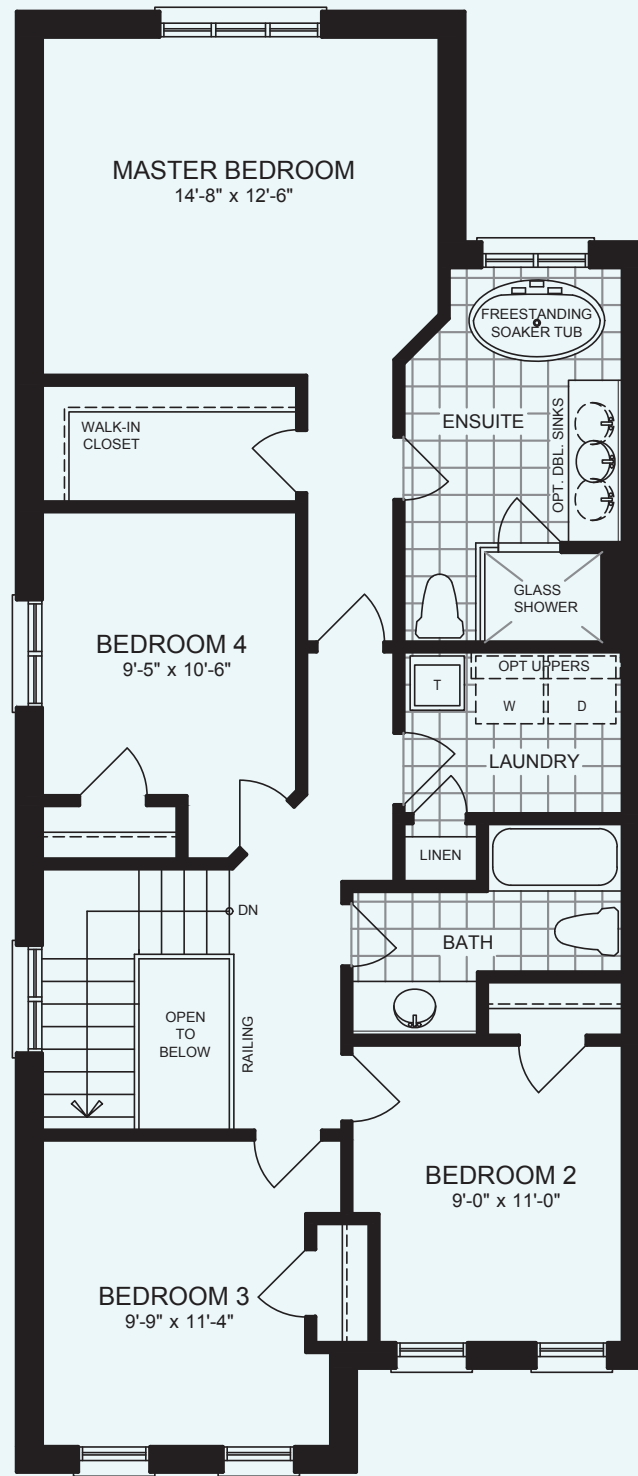 MASTER BEDROOM
14'-8" x 12'-6"
FREESTANDING
SOAKER TUB
WALK-IN
CLOSET
ENSUITE
OPT. DBL. SINKS
GLASS
SHOWER
BEDROOM 4
9'-5" x 10'-6"
OPT UPPERS
T
W
D
LAUNDRY
LINEN
DN
BATH
OPEN
TO
BELOW
RAILING
BEDROOM 2
9'-0" x 11'-0"
BEDROOM 3
9'-9" x 11'-4"